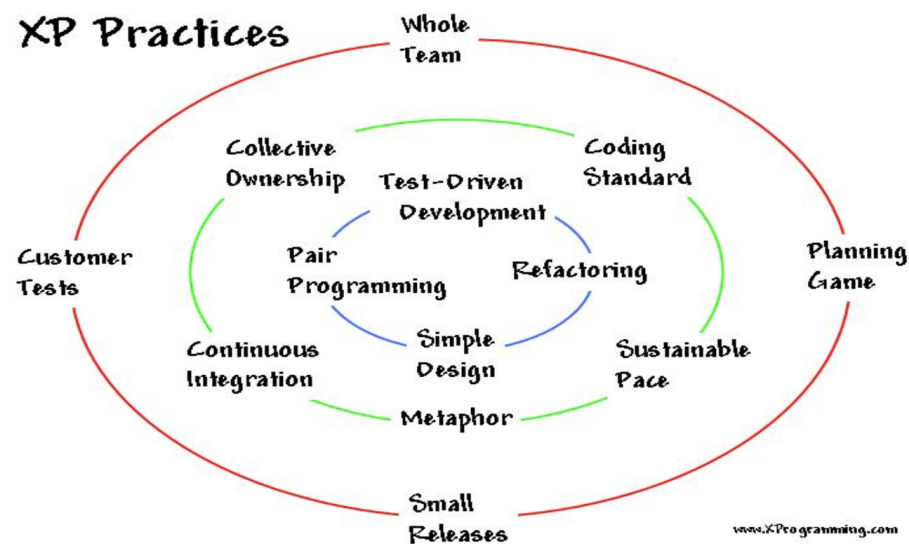 XP Practices
Whole
Team
Collective
Ownership
Coding
Standard
Test-Driven
Development
Customer
Tests
Pair
Programming
Refactoring
Planning
Game
Continuous
Integration
Simple
Design
Sustainable
Pace
Metaphor
Small
Releases
www.XProgramming.com